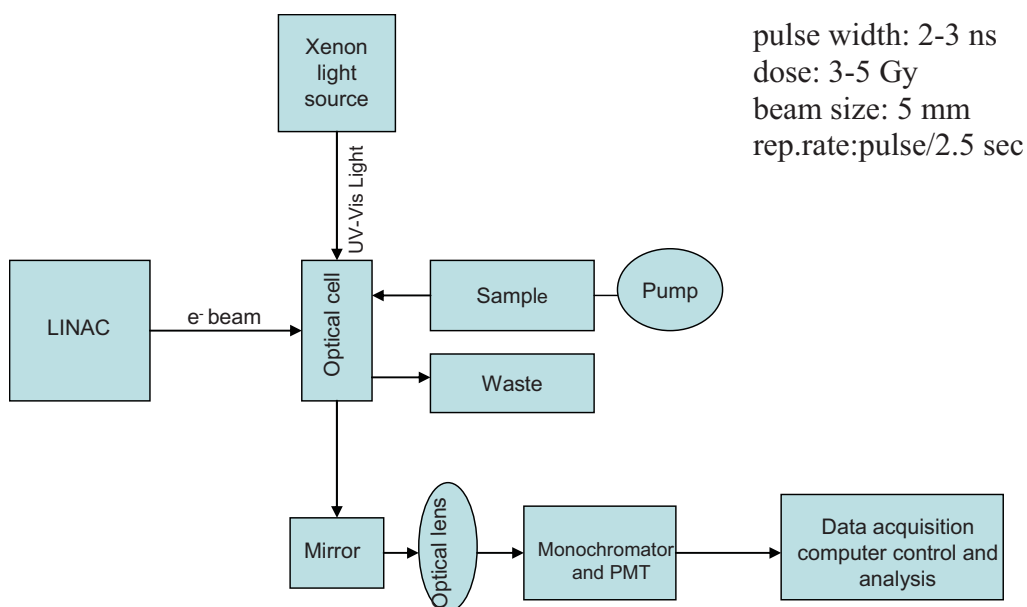 Xenon
light
source
pulse width: 2-3 ns
dose: 3-5 Gy
beam size: 5 mm
rep.rate:pulse/2.5 sec
UV-Vis Light
LINAC
e- beam
Optical cell
Sample
Pump
Waste
Mirror
Optical lens
Monochromator
and PMT
Data acquisition
computer control and
analysis